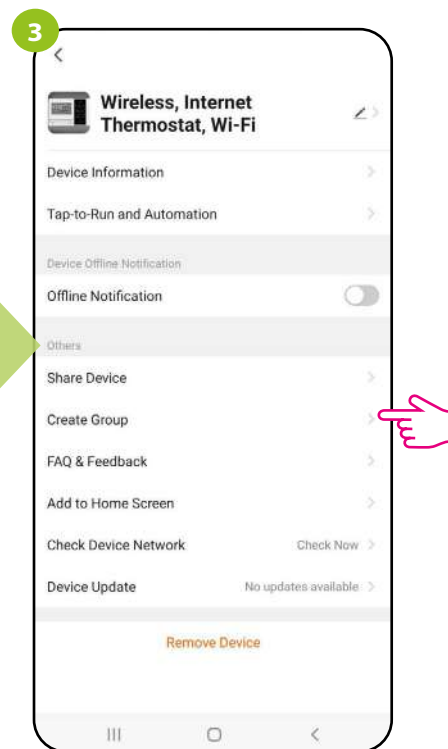 3
Wireless, Internet
Thermostat, Wi-Fi
Device Information
Tap-to-Run and Automation
Device Offline Notification
Offline Notification
Others
Share Device
Create Group
FAQ & Feedback
Add to Home Screen
Check Device Network Check Now
Device Update No updates available
Remove Device